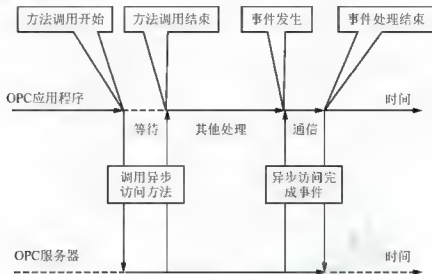 方法调用开始
方法调用结束
事件发生
事件处理结束
OPC应用程序
时间
等待
其他处理
通信
调用异步
访问方法
异步访问完
成事件
OPC服务器
时间